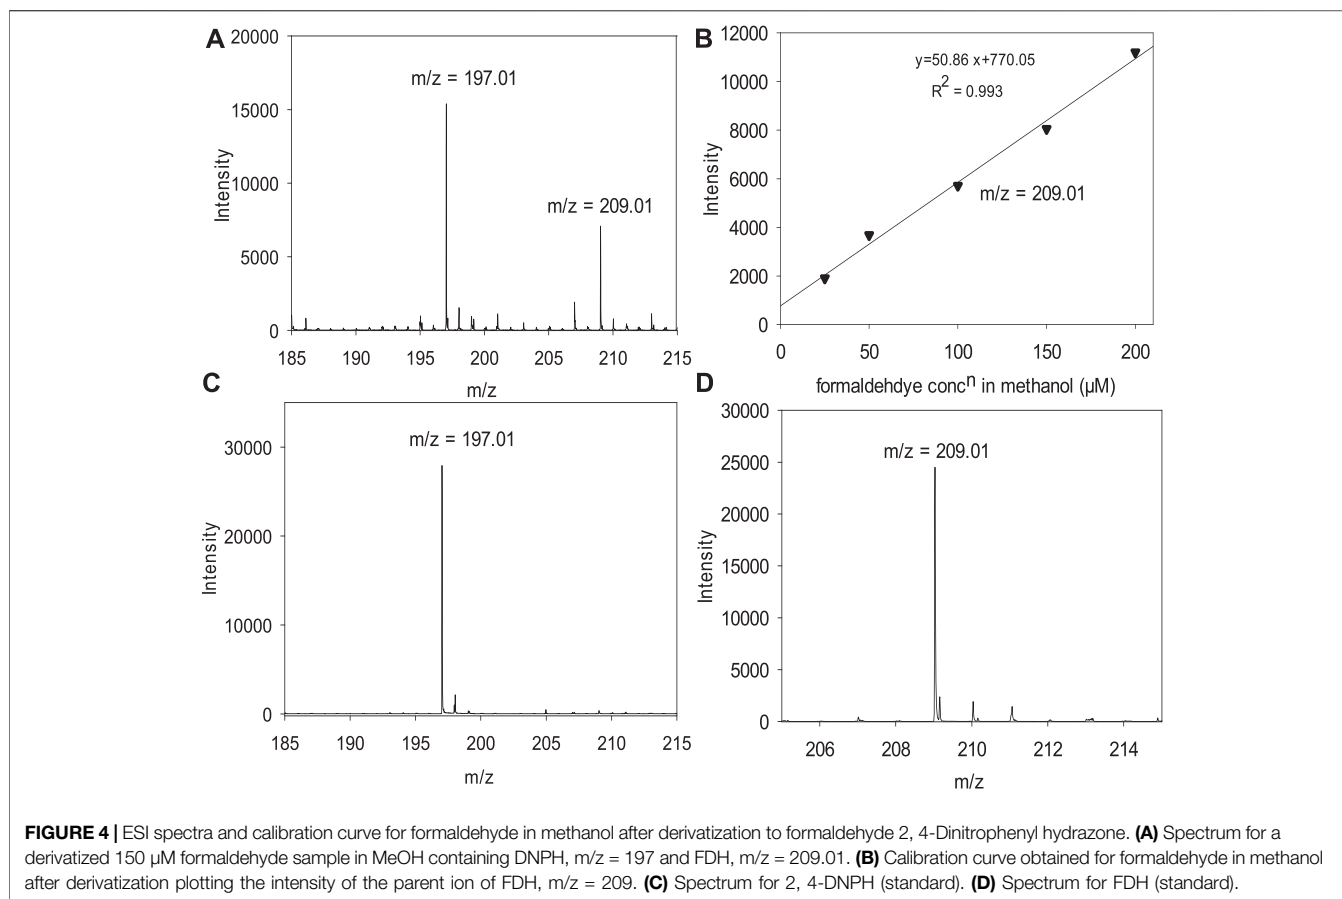 A
20000
15000
10000
5000
0
Intensity
m/z = 197.01
m/z = 209.01
185 190 195 200 205 210 215
m/z
B
12000
10000
8000
6000
4000
2000
0
Intensity
y=50.86 x+770.05
R2 = 0.993
m/z = 209.01
0 50 100 150 200
formaldehdye concn in methanol (µM)
C
30000
20000
10000
0
Intensity
m/z = 197.01
185 190 195 200 205 210 215
m/z
D
30000
25000
20000
15000
10000
5000
0
Intensity
m/z = 209.01
206 208 210 212 214
m/z
FIGURE 4 | ESI spectra and calibration curve for formaldehyde in methanol after derivatization to formaldehyde 2, 4-Dinitrophenyl hydrazone. (A) Spectrum for a
derivatized 150 µM formaldehyde sample in MeOH containing DNPH, m/z = 197 and FDH, m/z = 209.01. (B) Calibration curve obtained for formaldehyde in methanol
after derivatization plotting the intensity of the parent ion of FDH, m/z = 209. (C) Spectrum for 2, 4-DNPH (standard). (D) Spectrum for FDH (standard).